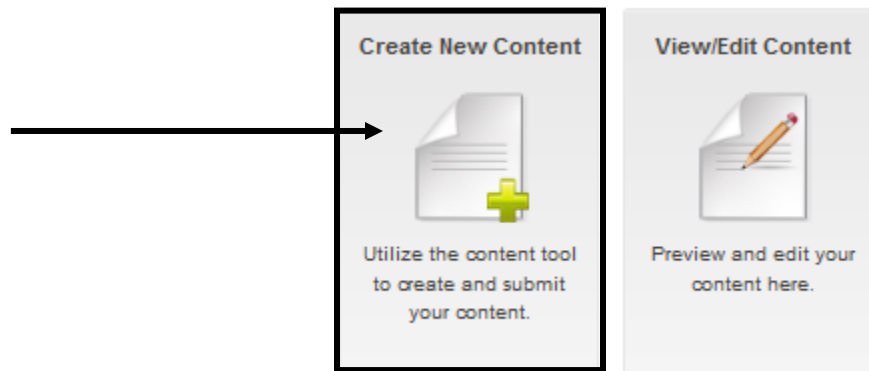 Create New Content
Utilize the content tool
to create and submit
your content.
View/Edit Content
Preview and edit your
content here.